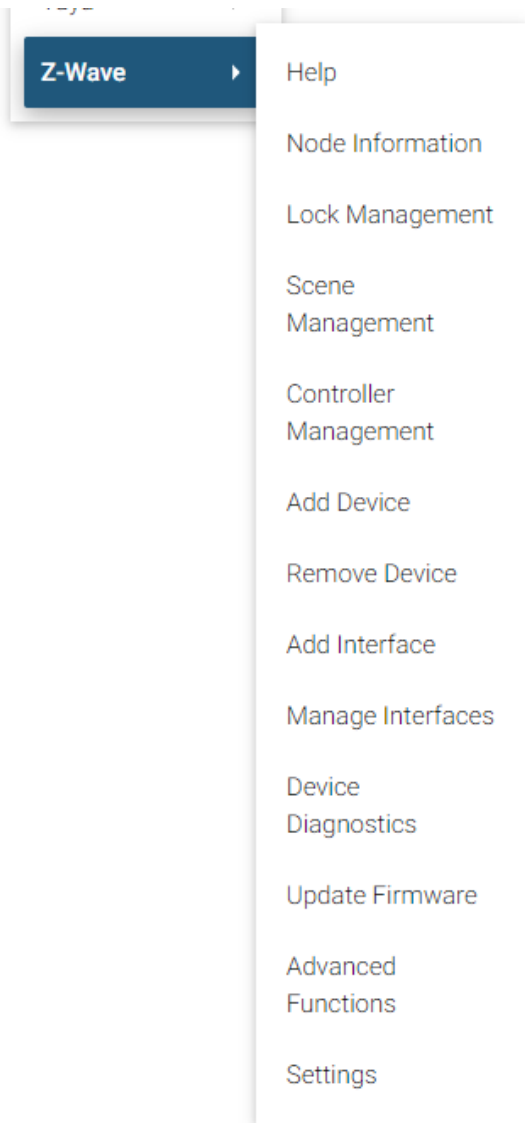 Z-Wave
Help
Node Information
Lock Management
Scene
Management
Controller
Management
Add Device
Remove Device
Add Interface
Manage Interfaces
Device
Diagnostics
Update Firmware
Advanced
Functions
Settings